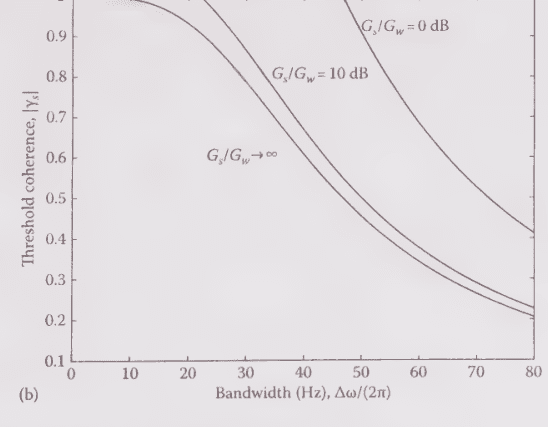 G_s/G_w = 0 dB
0.9
G_s/G_w = 10 dB
0.8
0.7
G_s/G_w → ∞
0.6
0.5
0.4
0.3
0.2
0.1
Threshold coherence, |γ_s|
0 10 20 30 40 50 60 70 80
(b) Bandwidth (Hz), Δω/(2π)